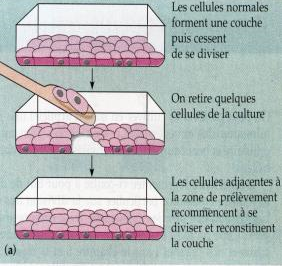 Les cellules normales
forment une couche
puis cessent
de se diviser
On retire quelques
cellules de la culture
Les cellules adjacentes à
la zone de prélèvement
recommencent à se
diviser et reconstituent
la couche
(a)